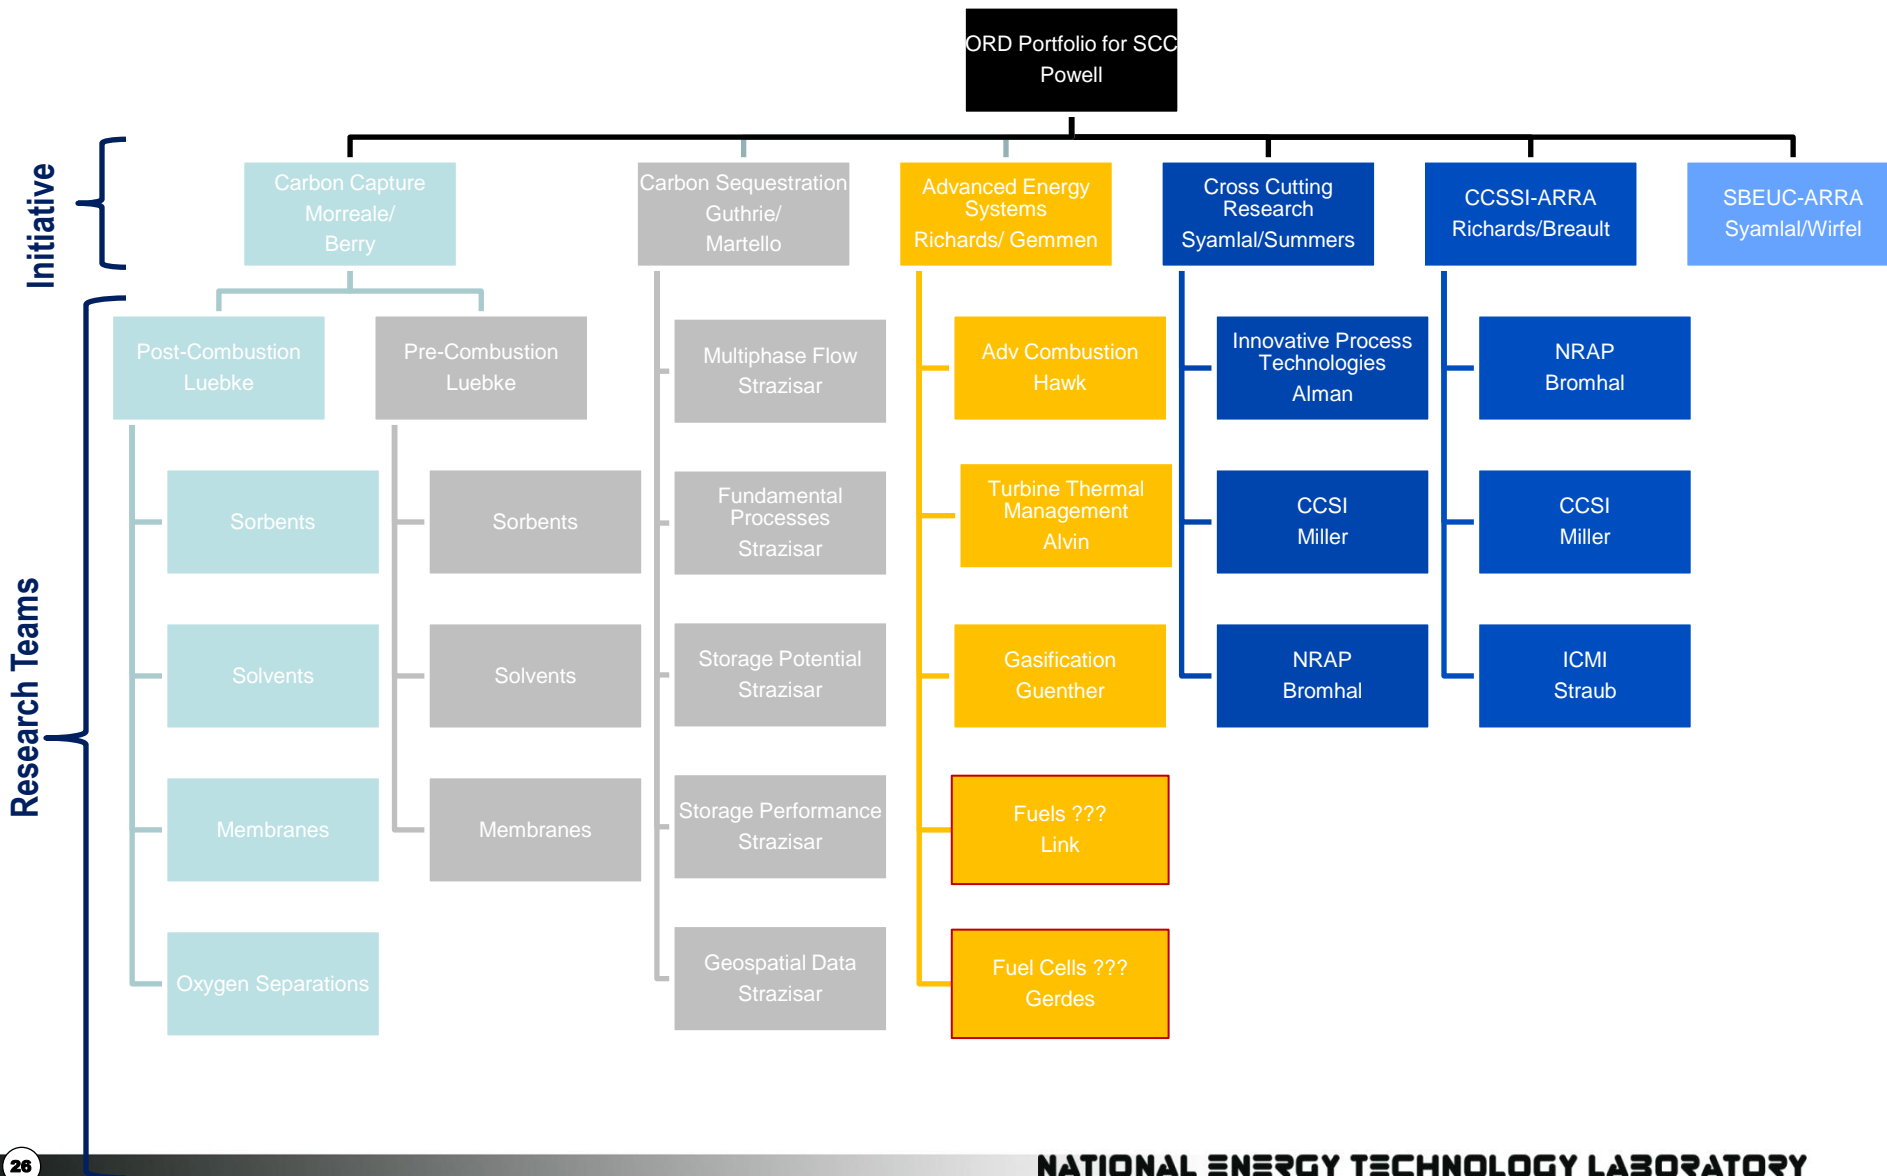 ORD Portfolio for SCC
Powell
Initiative
Carbon Capture
Morreale/
Berry
Carbon Sequestration
Guthrie/
Martello
Advanced Energy
Systems
Richards/ Gemmen
Cross Cutting
Research
Syamlal/Summers
CCSSI-ARRA
Richards/Breault
SBEUC-ARRA
Syamlal/Wirfel
Research Teams
Post-Combustion
Luebke
Sorbents
Solvents
Membranes
Oxygen Separations
Pre-Combustion
Luebke
Sorbents
Solvents
Membranes
Multiphase Flow
Strazisar
Fundamental
Processes
Strazisar
Storage Potential
Strazisar
Storage Performance
Strazisar
Geospatial Data
Strazisar
Adv Combustion
Hawk
Turbine Thermal
Management
Alvin
Gasification
Guenther
Fuels ???
Link
Fuel Cells ???
Gerdes
Innovative Process
Technologies
Alman
CCSI
Miller
NRAP
Bromhal
NRAP
Bromhal
CCSI
Miller
ICMI
Straub
26
NATIONAL ENERGY TECHNOLOGY LABORATORY